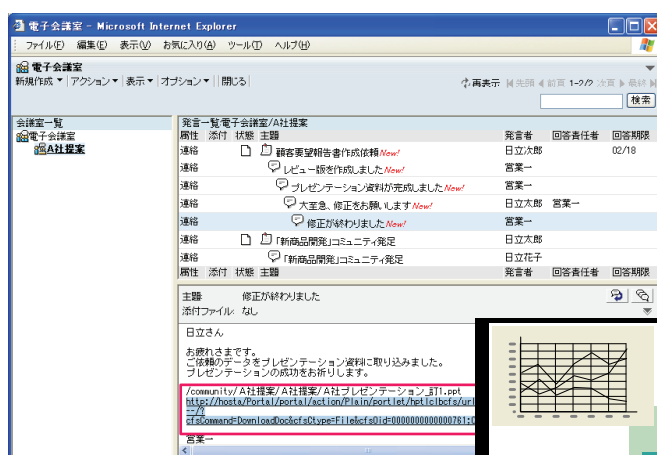 電子会議室 - Microsoft Internet Explorer
ファイル(F) 編集(E) 表示(V) お気に入り(A) ツール(T) ヘルプ(H)
電子会議室
新規作成 アクション 表示 オプション 閉じる
再表示 先頭 前頁 1-2/2 次頁 最終
検索
会議室一覧
電子会議室
A社提案
発言一覧:電子会議室/A社提案
属性 添付 状態 主題 発言者 回答責任者 回答期限
連絡 顧客要望報告書作成依頼 New! 日立次郎 02/18
連絡 レビュー版を作成しました New! 営業一
連絡 プレゼンテーション資料が完成しました New! 営業一
連絡 大至急、修正をお願いします New! 日立太郎 営業一
連絡 修正が終わりました New! 営業一
連絡 「新商品開発」コミュニティ発足 日立太郎
連絡 「新商品開発」コミュニティ発足 日立花子
属性 添付 状態 主題 発言者 回答責任者 回答期限
主題 修正が終わりました
添付ファイル: なし
日立さん
お疲れさまです。
ご依頼のデータをプレゼンテーション資料に取り込みました。
プレゼンテーションの成功をお祈りします。
/community/A社提案/A社提案/A社プレゼンテーション_訂1.ppt
http://hosta/Portal/portal/action/Plain/portlet/hptlclbcfs/url
--/?
cfsCommand=DownloadDoc&cfsCtype=File&cfsOid=0000000000000761:C
営業一